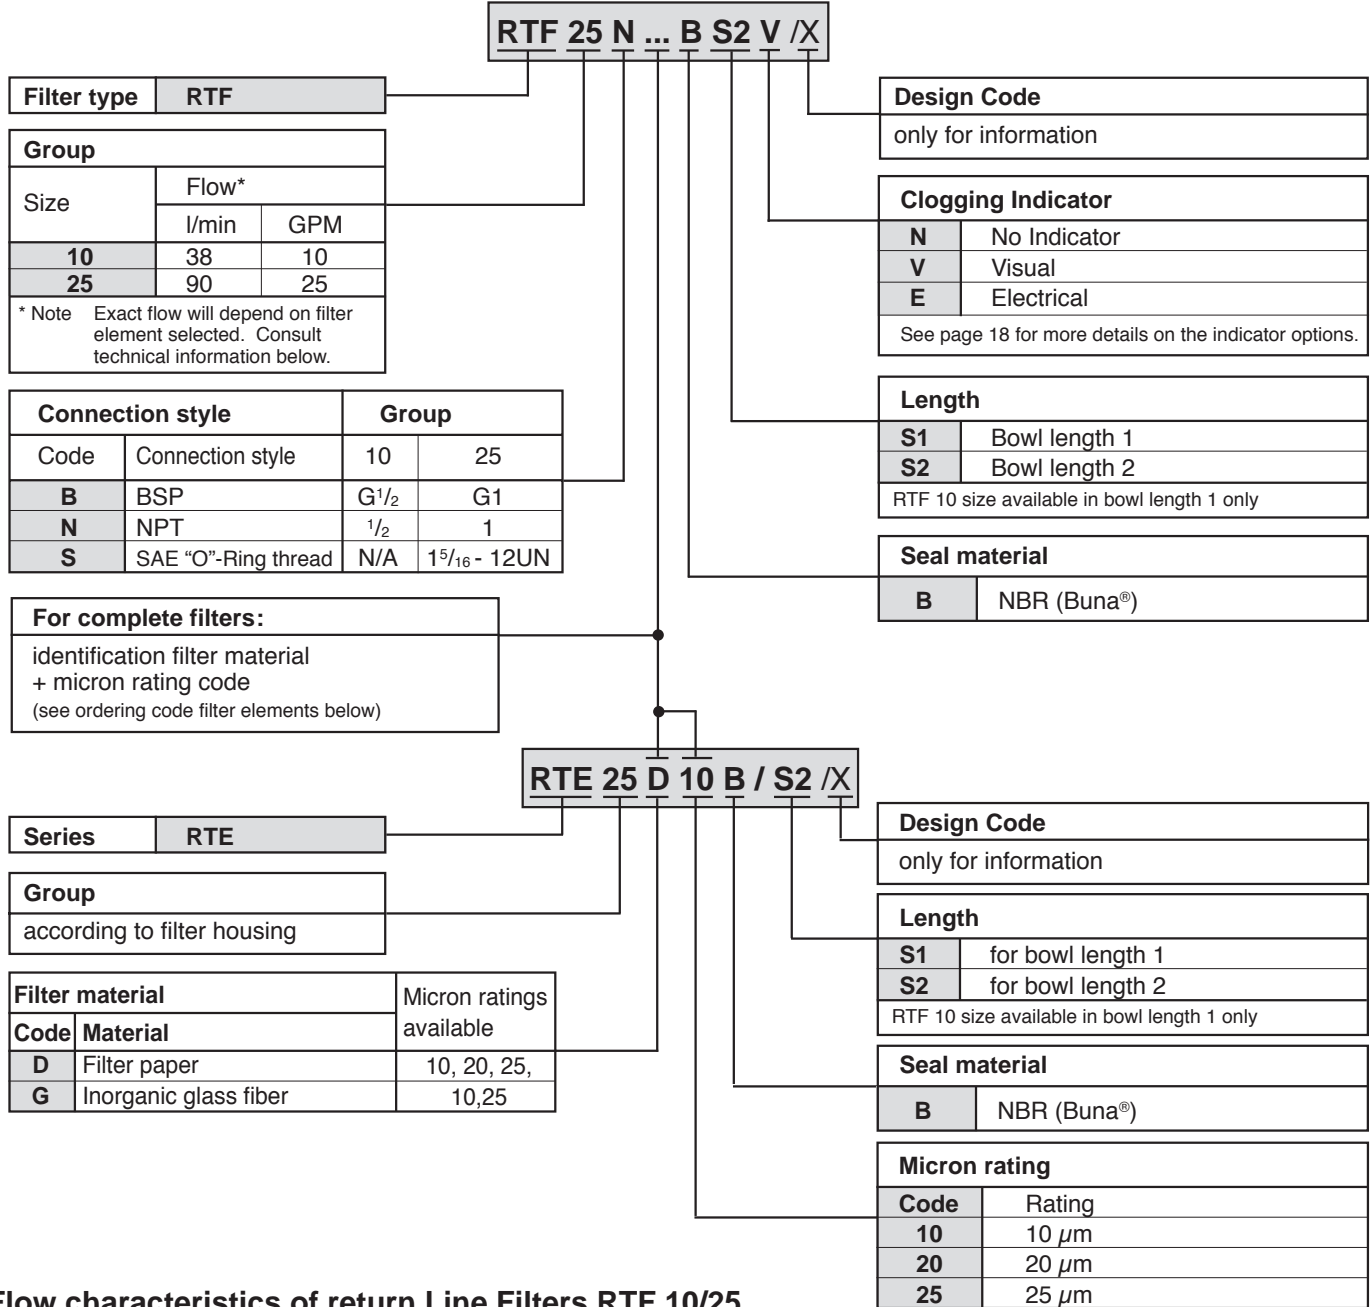 RTF 25 N ... B S2 V /X
Filter type RTF
Group
Size Flow*
l/min GPM
10 38 10
25 90 25
* Note Exact flow will depend on filter
element selected. Consult
technical information below.
Connection style Group
Code Connection style 10 25
B BSP G1/2 G1
N NPT 1/2 1
S SAE “O”-Ring thread N/A 15/16 - 12UN
For complete filters:
identification filter material
+ micron rating code
(see ordering code filter elements below)
Design Code
only for information
Clogging Indicator
N No Indicator
V Visual
E Electrical
See page 18 for more details on the indicator options.
Length
S1 Bowl length 1
S2 Bowl length 2
RTF 10 size available in bowl length 1 only
Seal material
B NBR (Buna®)
RTE 25 D 10 B / S2 /X
Series RTE
Group
according to filter housing
Filter material Micron ratings
available
Code Material
D Filter paper 10, 20, 25,
G Inorganic glass fiber 10,25
Design Code
only for information
Length
S1 for bowl length 1
S2 for bowl length 2
RTF 10 size available in bowl length 1 only
Seal material
B NBR (Buna®)
Micron rating
Code Rating
10 10 µm
20 20 µm
25 25 µm
Flow characteristics of return Line Filters RTF 10/25